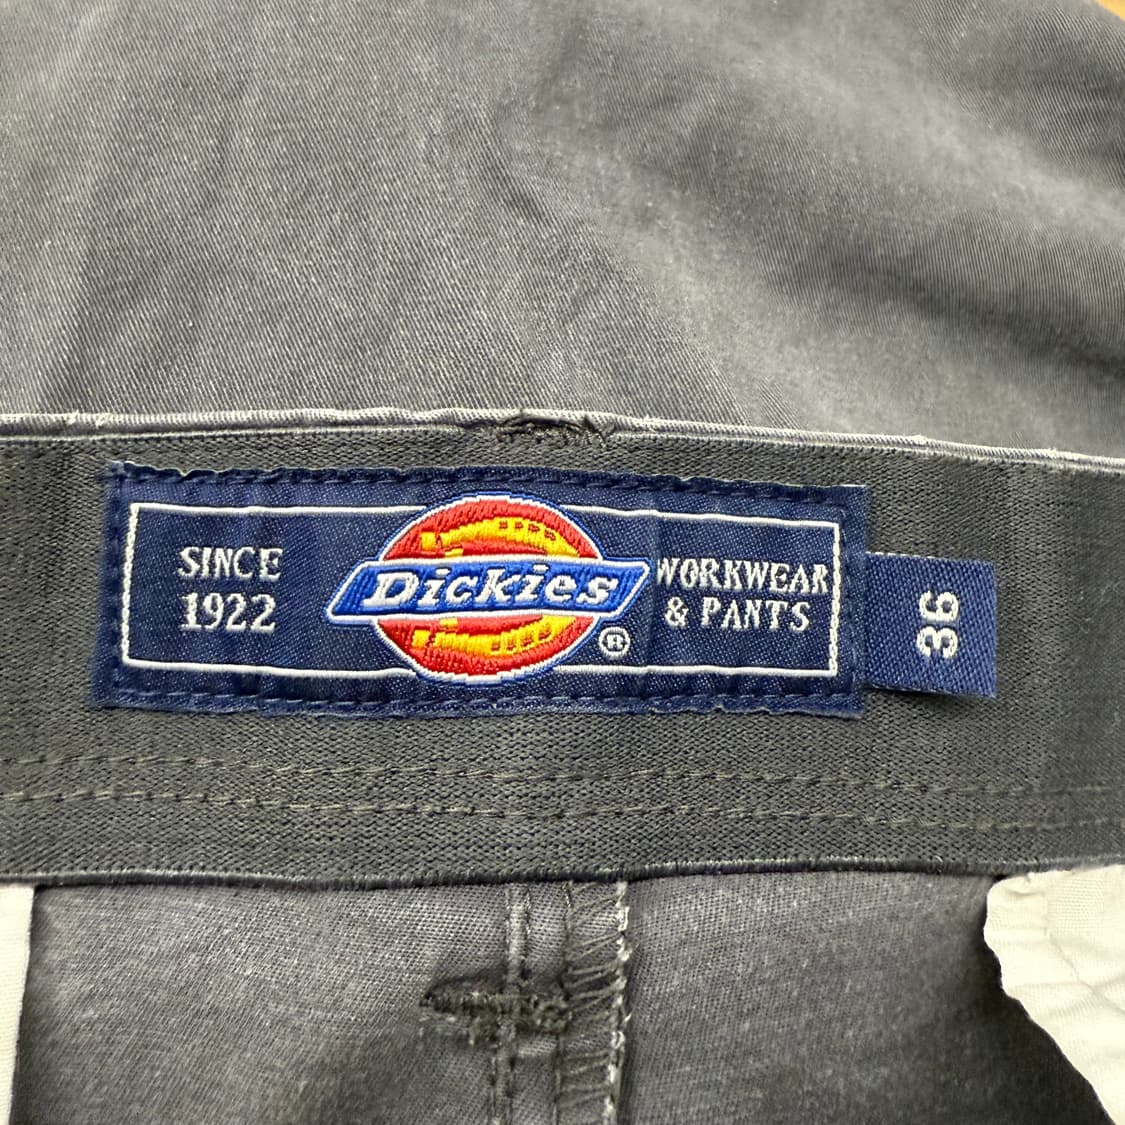 SINCE
1922
Dickies
®
WORKWEAR
& PANTS
36